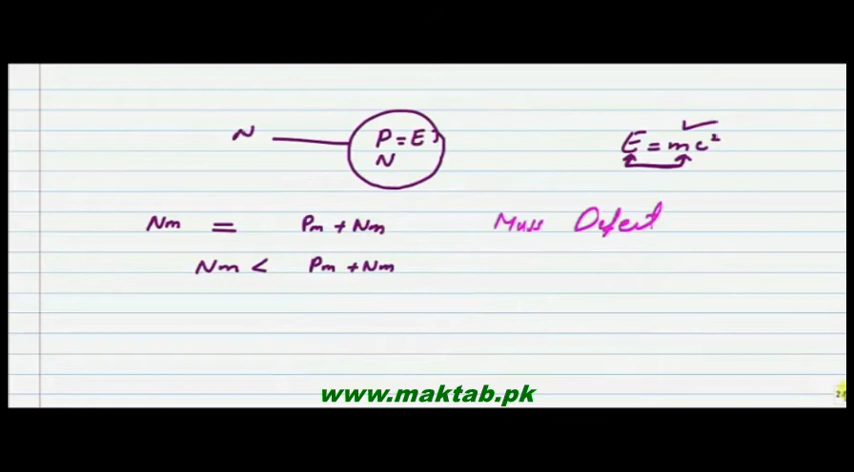 N
P = E
N
E = mc²
Nm = Pm + Nm
Mass Defect
Nm < Pm + Nm
www.maktab.pk